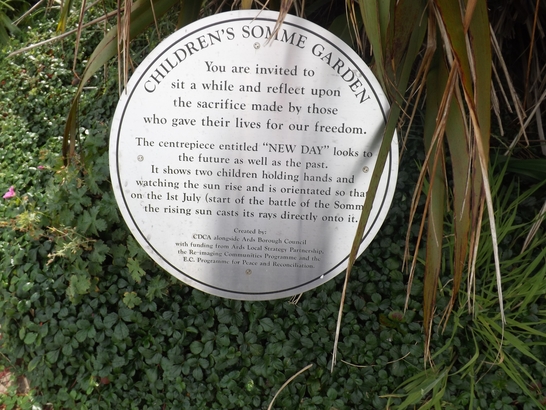 CHILDREN'S SOMME GARDEN
You are invited to
sit a while and reflect upon
the sacrifice made by those
who gave their lives for our freedom.
The centrepiece entitled "NEW DAY" looks to
the future as well as the past.
It shows two children holding hands and
watching the sun rise and is orientated so that
on the 1st July (start of the battle of the Somme
the rising sun casts its rays directly onto it.
Created by:
CDCA alongside Ards Borough Council
with funding from Ards Local Strategy Partnership,
the Re-imaging Communities Programme and the
E.C. Programme for Peace and Reconciliation.